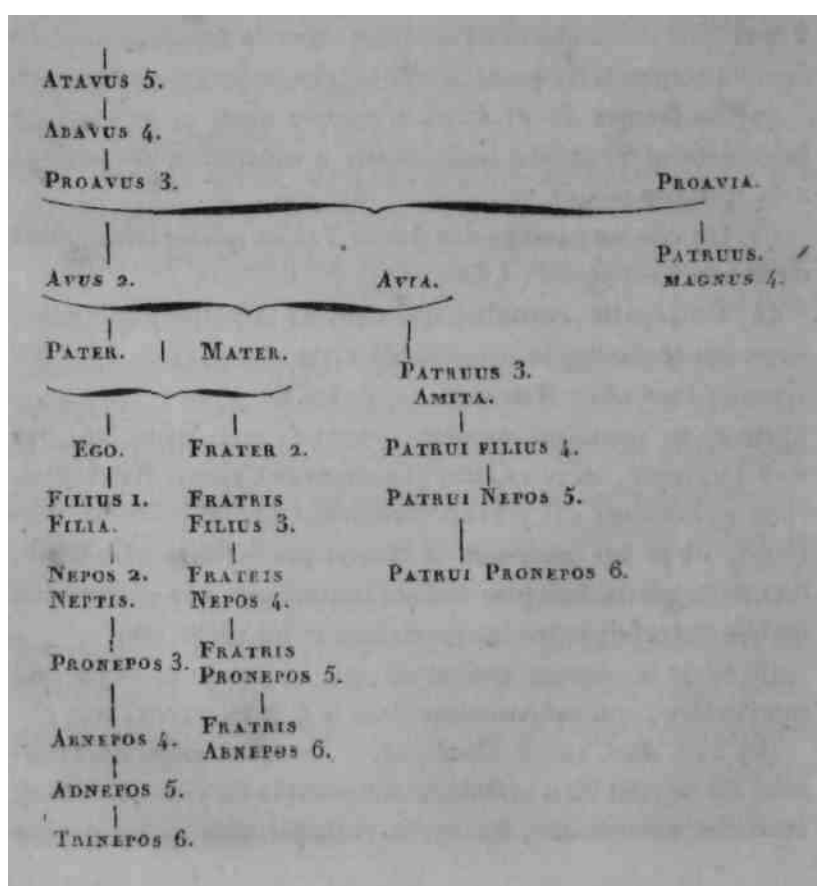 ATAVUS 5.
ABAVUS 4.
PROAVUS 3. PROAVIA.
AVUS 2. AVIA. PATRUUS.
MAGNUS 4.
PATER. | MATER.
PATRUUS 3.
AMITA.
EGO. FRATER 2. PATRUI FILIUS 4.
FILIUS 1. FRATRIS PATRUI NEPOS 5.
FILIA. FILIUS 3.
NEPOS 2. FRATRIS PATRUI PRONEPOS 6.
NEPTIS. NEPOS 4.
PRONEPOS 3. FRATRIS
PRONEPOS 5.
ABNEPOS 4. FRATRIS
ABNEPOS 6.
ADNEPOS 5.
TRINEPOS 6.